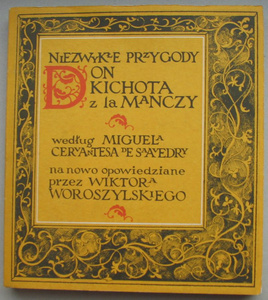 NIEZWYKŁE PRZYGODY
DON
KICHOTA
z la MANCZY
według MIGUELA
CERVANTESA DE SAAVEDRY
na nowo opowiedziane
przez WIKTORA
WOROSZYLSKIEGO